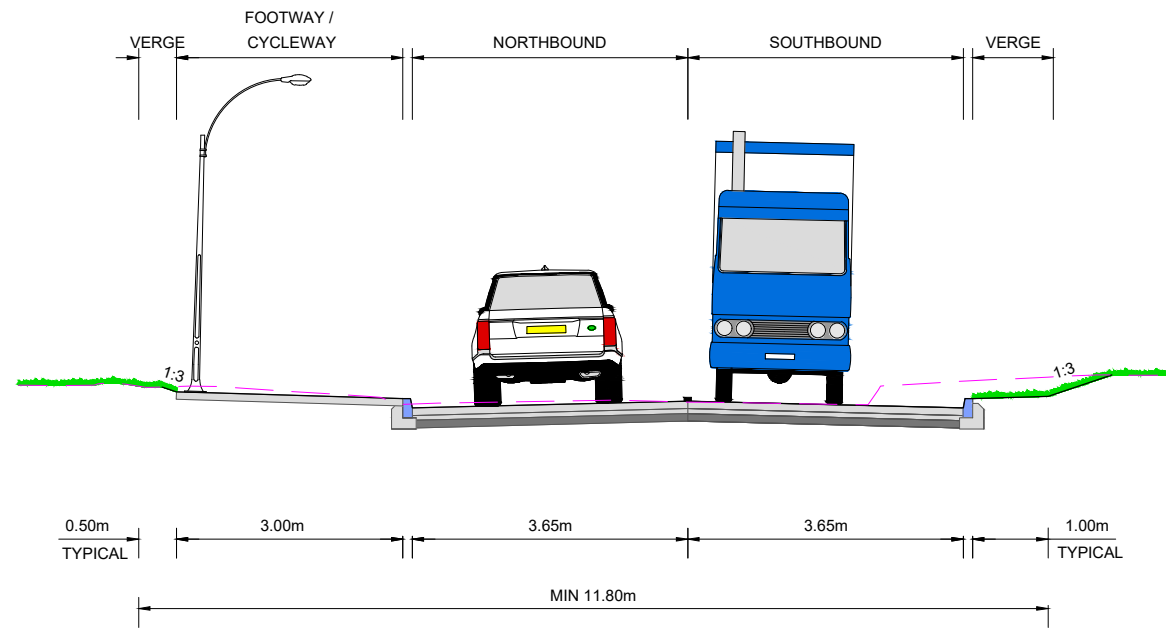 FOOTWAY /
VERGE CYCLEWAY NORTHBOUND SOUTHBOUND VERGE
1:3 1:3
0.50m 3.00m 3.65m 3.65m 1.00m
TYPICAL TYPICAL
MIN 11.80m